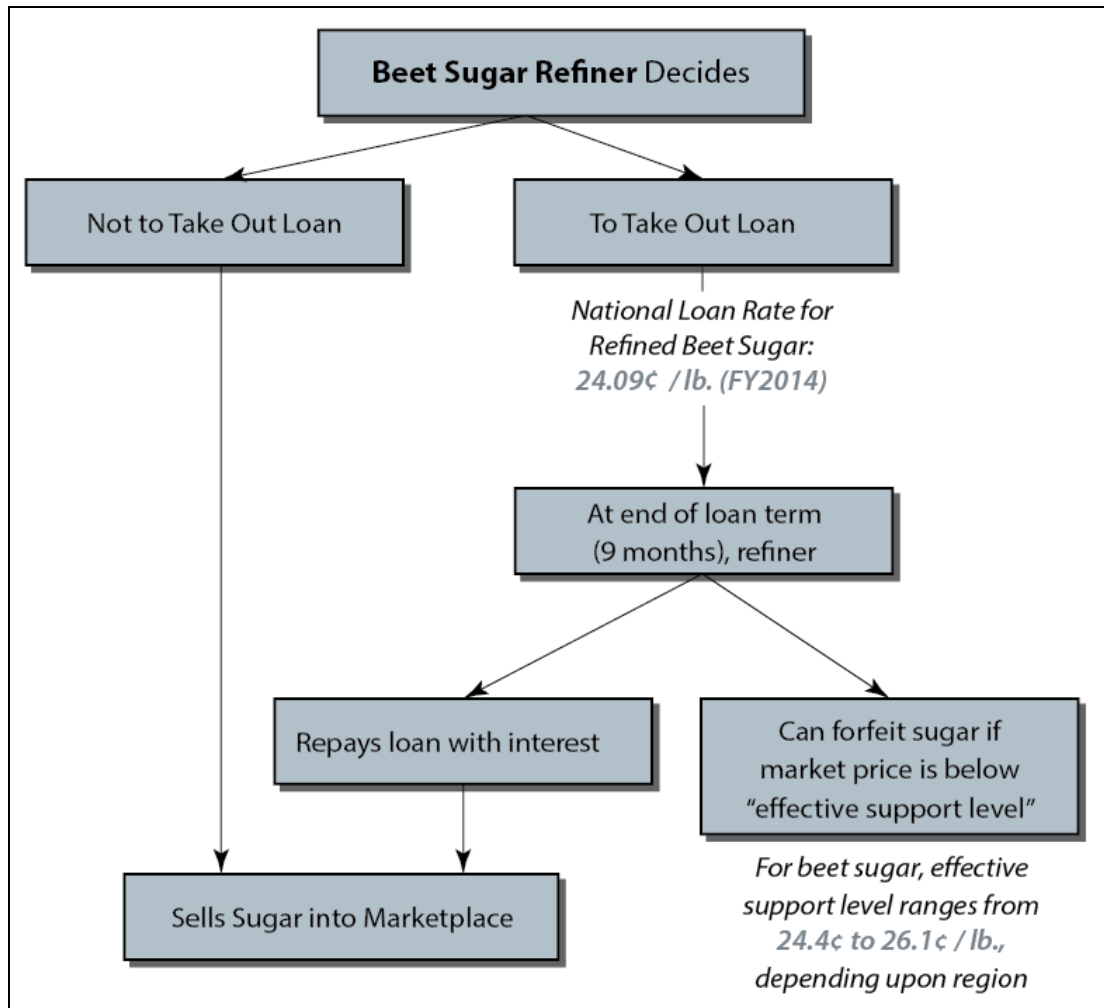 Beet Sugar Refiner Decides
Not to Take Out Loan
To Take Out Loan
National Loan Rate for
Refined Beet Sugar:
24.09¢ / lb. (FY2014)
At end of loan term
(9 months), refiner
Repays loan with interest
Can forfeit sugar if
market price is below
“effective support level”
Sells Sugar into Marketplace
For beet sugar, effective
support level ranges from
24.4¢ to 26.1¢ / lb.,
depending upon region